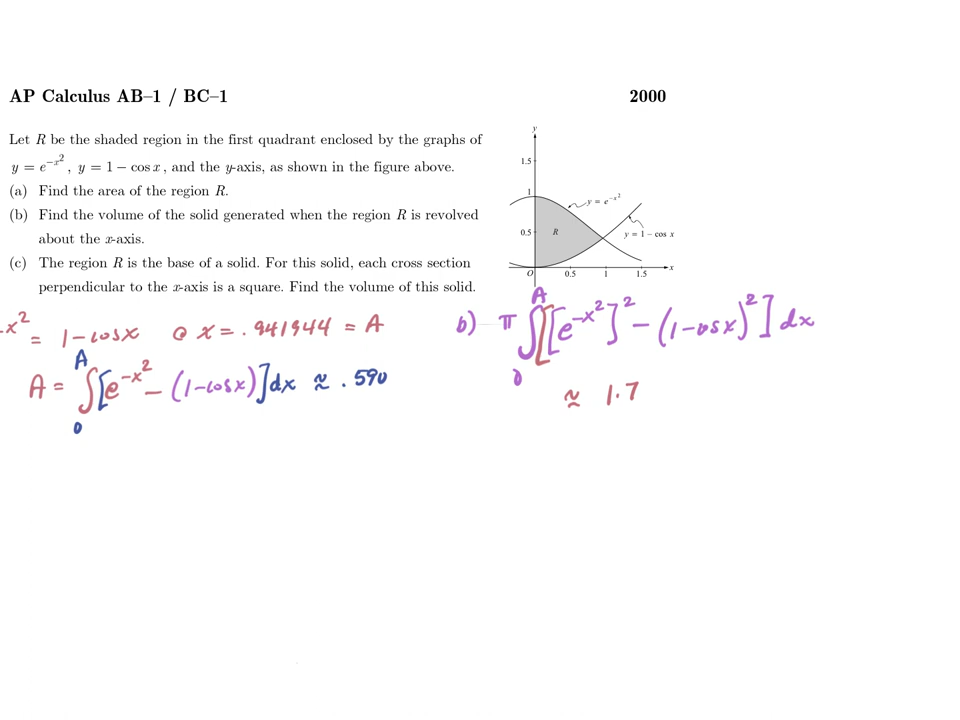 AP Calculus AB–1 / BC–1 2000
Let R be the shaded region in the first quadrant enclosed by the graphs of
y = e^{-x^2}, y = 1 − cos x, and the y-axis, as shown in the figure above.
(a) Find the area of the region R.
(b) Find the volume of the solid generated when the region R is revolved
about the x-axis.
(c) The region R is the base of a solid. For this solid, each cross section
perpendicular to the x-axis is a square. Find the volume of this solid.
y
1.5
1
y = e^{-x^2}
0.5
R
y = 1 − cos x
O 0.5 1 1.5 x
-x^2 = 1-cosx @ x = .941944 = A
A = ∫_0^A [e^{-x^2} - (1-cosx)]dx ≈ .590
b) π ∫_0^A [[e^{-x^2}]^2 - (1-cosx)^2] dx
≈ 1.7